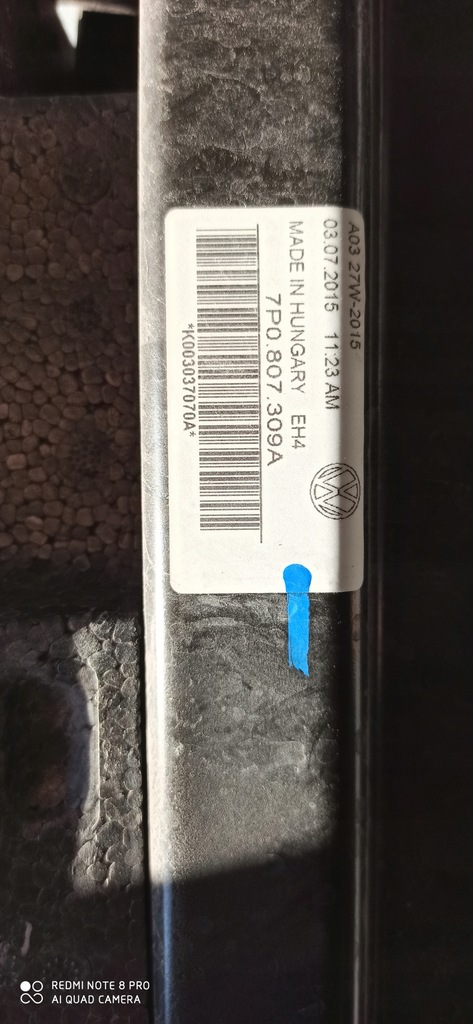 A03 27W-2015
03.07.2015 11:23 AM
MADE IN HUNGARY EH4
7P0.807.309A
*K003037070A*
REDMI NOTE 8 PRO
AI QUAD CAMERA